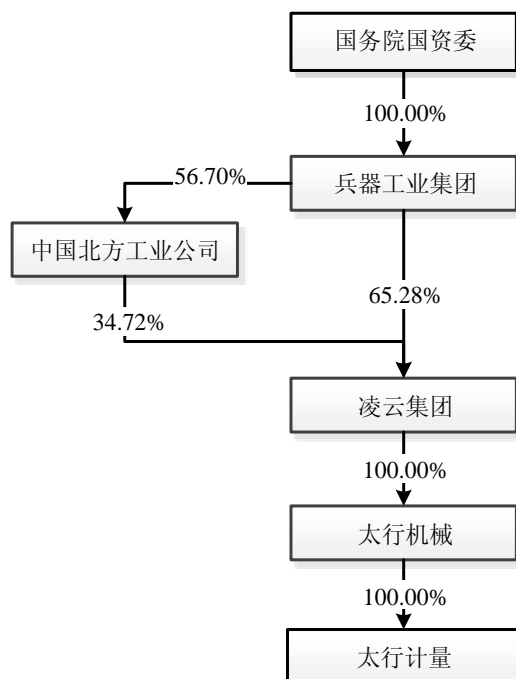 国务院国资委
100.00%
兵器工业集团
56.70%
中国北方工业公司
65.28%
34.72%
凌云集团
100.00%
太行机械
100.00%
太行计量